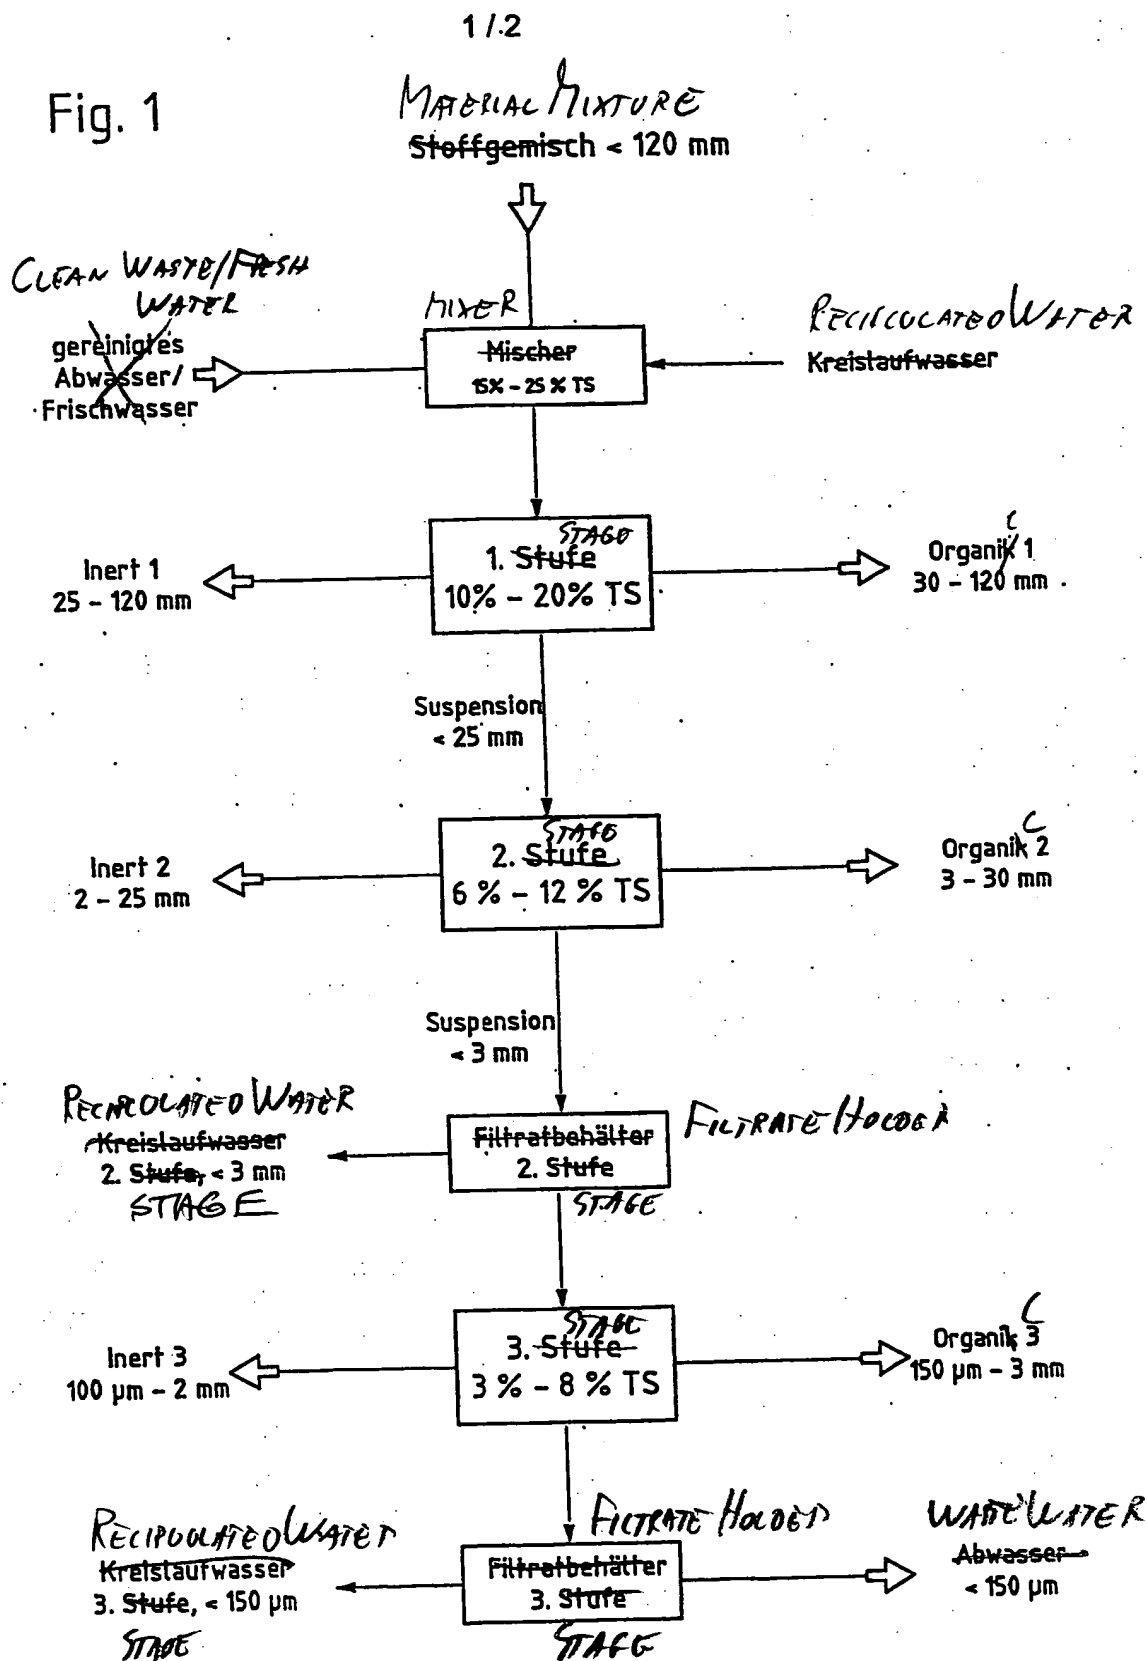 1/.2
Fig. 1
MATERIAL MIXTURE
Stoffgemisch < 120 mm
CLEAN WASTE/FRESH
WATER
gereinigtes
Abwasser/
Frischwasser
MIXER
Mischer
15% - 25 % TS
RECIRCULATED WATER
Kreislaufwasser
STAGE
1. Stufe
10% - 20% TS
Inert 1
25 - 120 mm
C
Organik 1
30 - 120 mm
Suspension
< 25 mm
STAGE
2. Stufe
6 % - 12 % TS
Inert 2
2 - 25 mm
C
Organik 2
3 - 30 mm
Suspension
< 3 mm
RECIRCULATED WATER
Kreislaufwasser
2. Stufe, < 3 mm
STAGE
Filtratbehälter
2. Stufe
STAGE
FILTRATE HOLDER
STAGE
3. Stufe
3 % - 8 % TS
Inert 3
100 µm - 2 mm
C
Organik 3
150 µm - 3 mm
RECIRCULATED WATER
Kreislaufwasser
3. Stufe, < 150 µm
STAGE
FILTRATE HOLDER
Filtratbehälter
3. Stufe
STAGE
WASTE WATER
Abwasser
< 150 µm